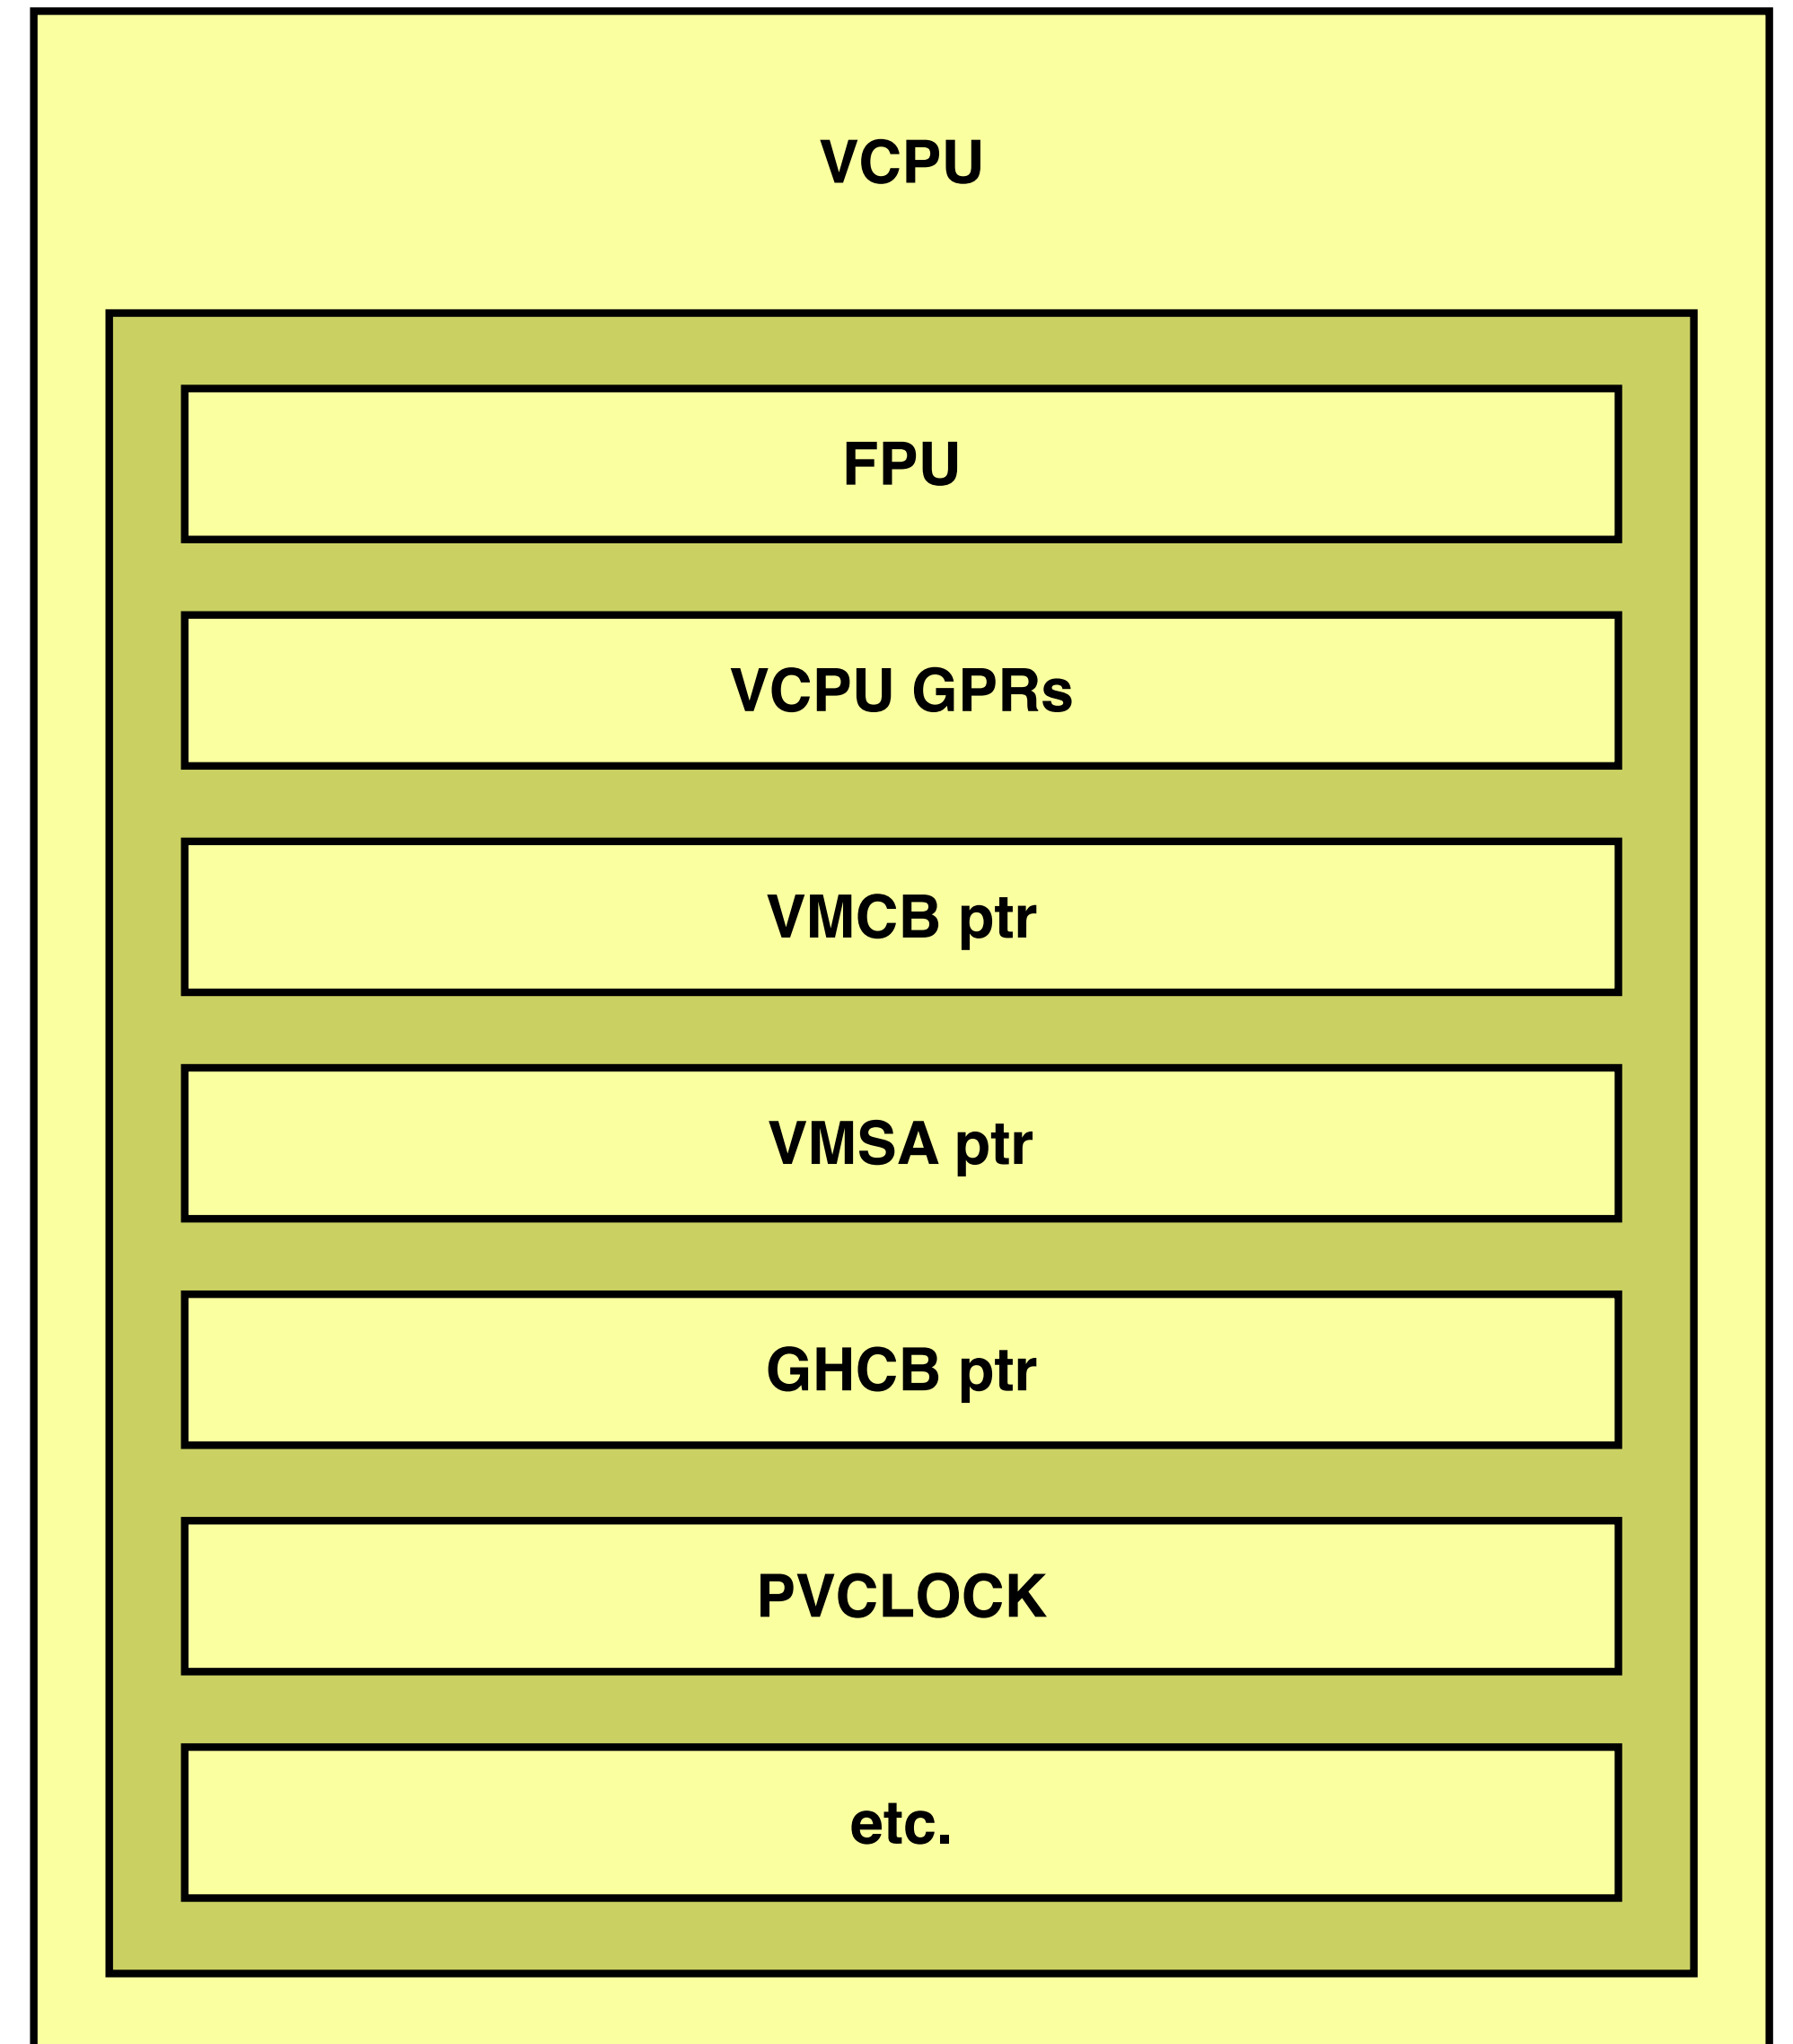 VCPU
FPU
VCPU GPRs
VMCB ptr
VMSA ptr
GHCB ptr
PVCLOCK
etc.